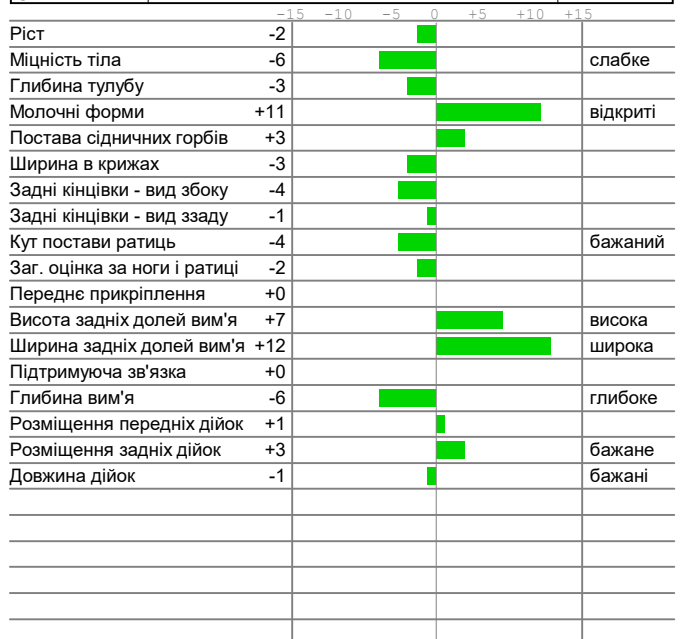 -15 -10 -5 0 +5 +10 +15
Ріст -2
Міцність тіла -6 слабке
Глибина тулубу -3
Молочні форми +11 відкриті
Постава сідничних горбів +3
Ширина в крижах -3
Задні кінцівки - вид збоку -4
Задні кінцівки - вид ззаду -1
Кут постави ратиць -4 бажаний
Заг. оцінка за ноги і ратиці -2
Переднє прикріплення +0
Висота задніх долей вим'я +7 висока
Ширина задніх долей вим'я +12 широка
Підтримуюча зв'язка +0
Глибина вим'я -6 глибоке
Розміщення передніх дійок +1
Розміщення задніх дійок +3 бажане
Довжина дійок -1 бажані